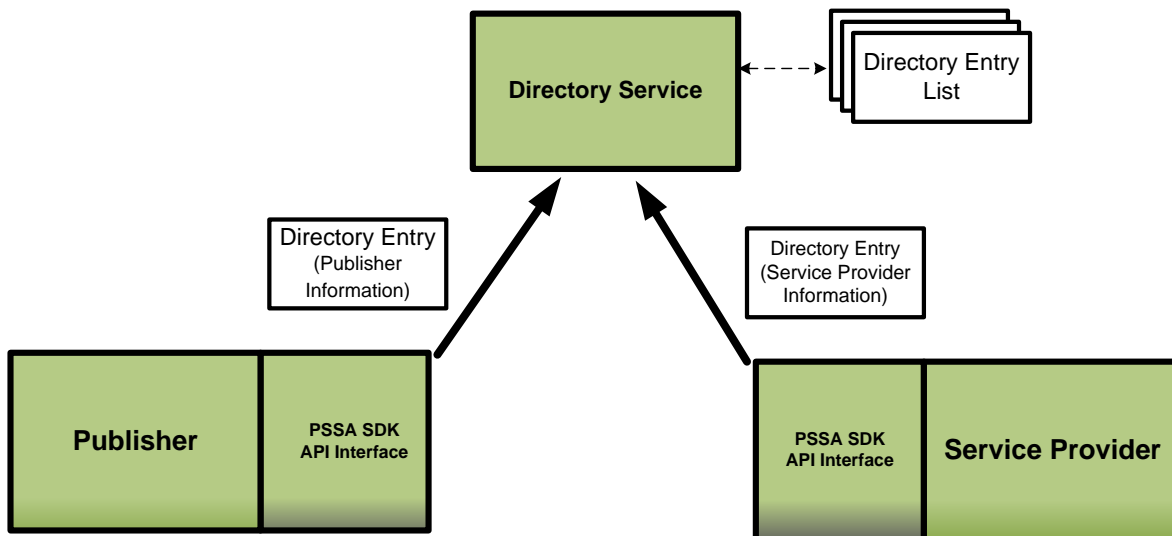 Directory Service
Directory Entry
List
Directory Entry
(Publisher
Information)
Directory Entry
(Service Provider
Information)
Publisher
PSSA SDK
API Interface
PSSA SDK
API Interface
Service Provider